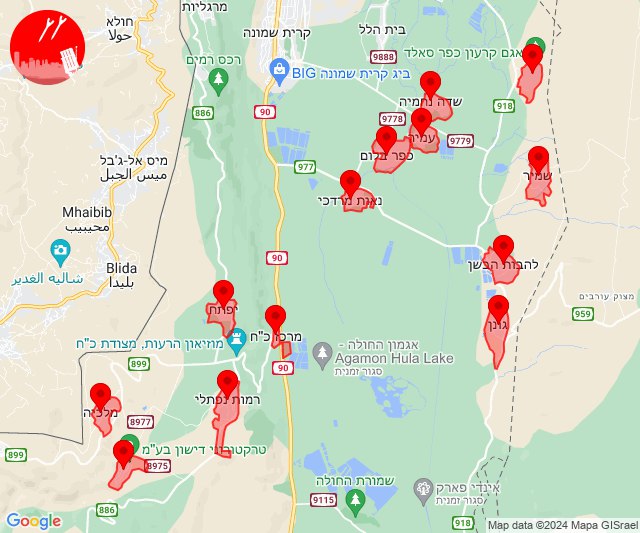 מרגליות
חולא
حولا
קרית שמונה
בית הלל
9888
אגם קרעון כפר סאלד
רכס רמים
ביג קרית שמונה BIG
שדה נחמיה
918
886
90
9778
עמיר
9779
כפר בלום
מיס אל-ג'בל
ميس الجبل
977
שמיר
נאות מרדכי
Mhaibib
محيبيب
Blida
بليدا
شاليه الغدير
90
להבות הבשן
מצוק עורבים
959
יפתח
גונן
מרכז כ"ח
מוזיאון הרעות, מצודת כ"ח
אגמון החולה -
Agamon Hula Lake
סגור זמנית
899
90
רמות נפתלי
מלכיה
8977
טרקטורוני דישון בע"מ
899
8975
שמורת החולה
אינדי פארק
סגור זמנית
9115
886
918
Google
Map data ©2024 Mapa GISrael